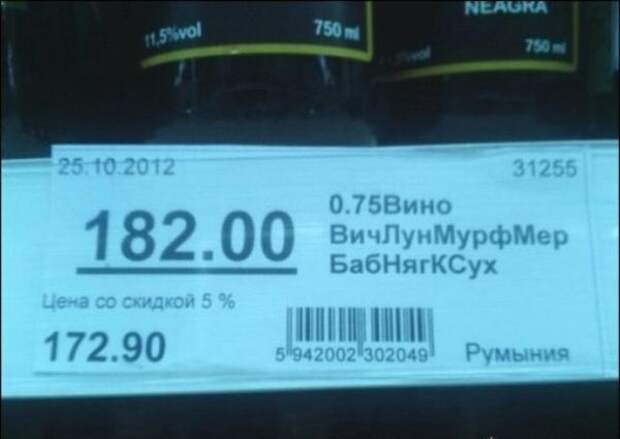 NEAGRA
11,5%vol 750 ml
750 ml
25.10.2012 31255
182.00
0.75Вино
ВичЛунМурфМер
БабНягКСух
Цена со скидкой 5 %
172.90
5 942002 302049
Румыния